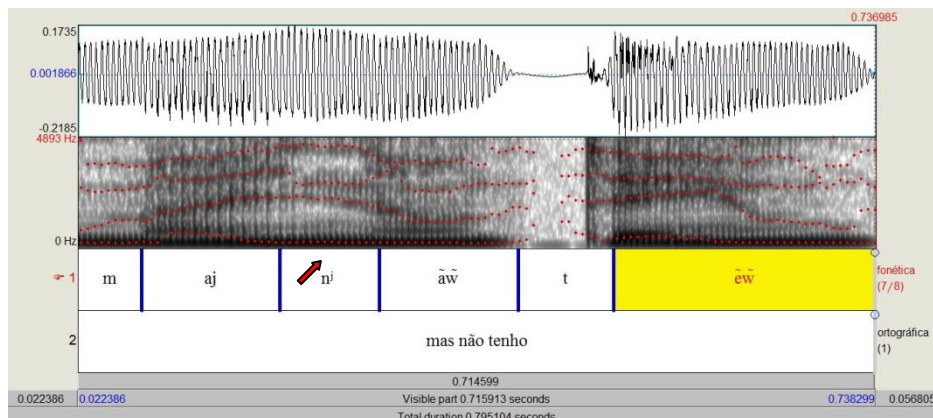 0.736985
0.1735
0.001866
-0.2185
4893 Hz
0 Hz
1 m aj nʲ ãw̃ t ẽw̃ fonética
(7/8)
2 mas não tenho ortográfica
(1)
0.714599
0.022386 0.022386 Visible part 0.715913 seconds 0.738299 0.056805
Total duration 0.795104 seconds